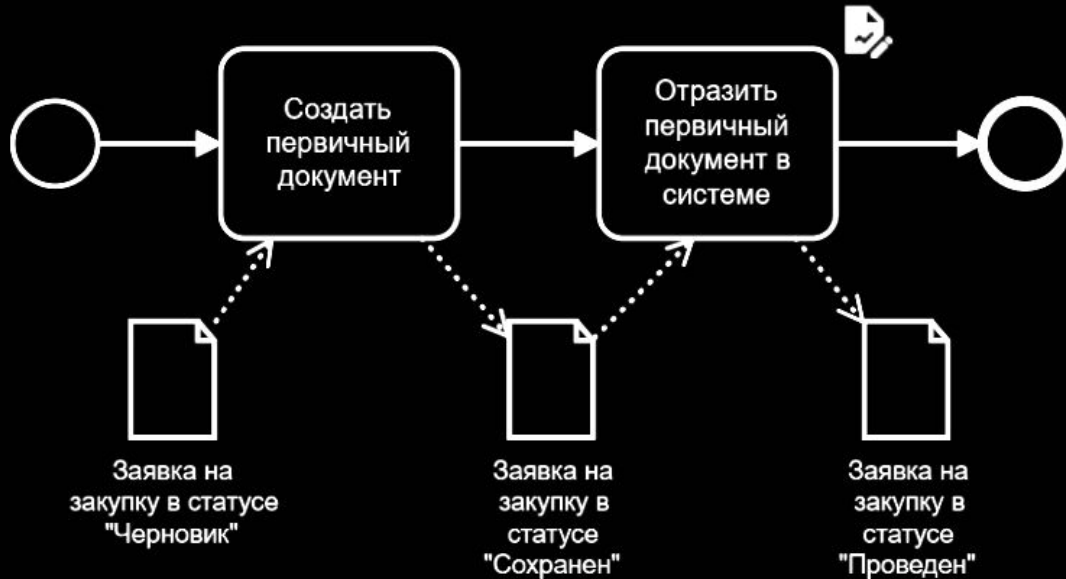 Создать
первичный
документ
Отразить
первичный
документ в
системе
Заявка на
закупку в статусе
"Черновик"
Заявка на
закупку в
статусе
"Сохранен"
Заявка на
закупку в
статусе
"Проведен"